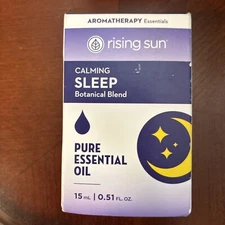 AROMATHERAPY Essentials
rising sun®
CALMING
SLEEP
Botanical Blend
PURE
ESSENTIAL
OIL
15 mL | 0.51 FL. OZ.